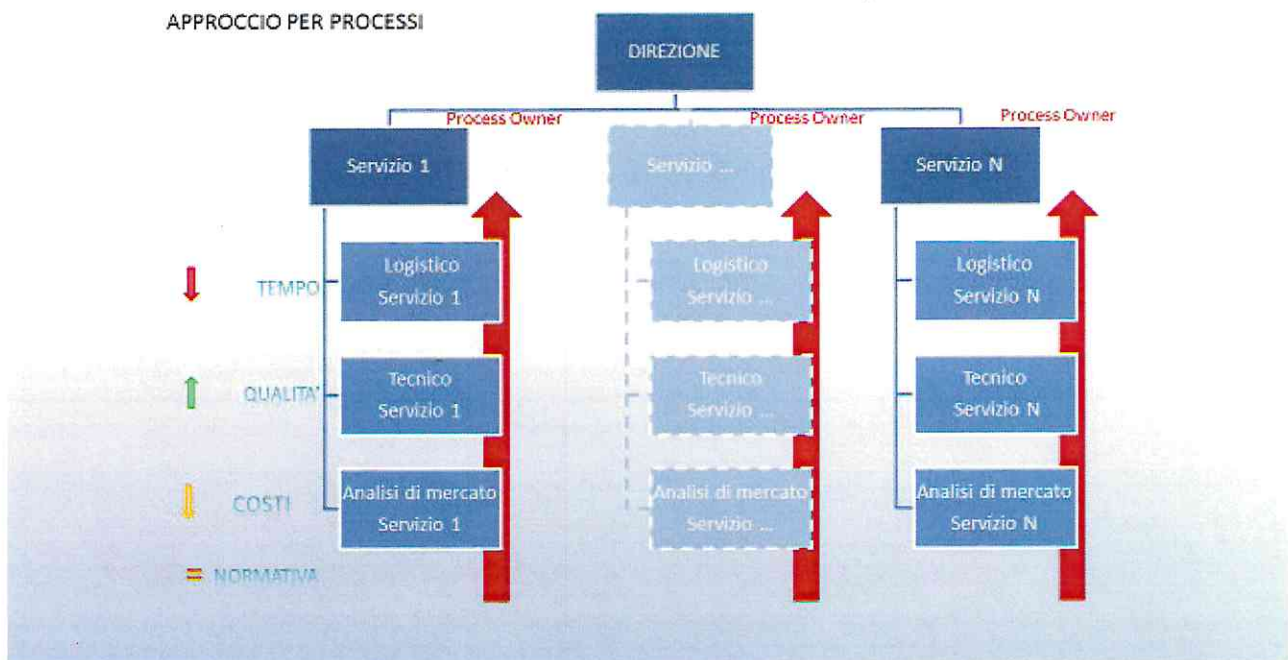 APPROCCIO PER PROCESSI
DIREZIONE
Process Owner
Process Owner
Process Owner
Servizio 1
Servizio ...
Servizio N
TEMPO
Logistico
Servizio 1
Logistico
Servizio ...
Logistico
Servizio N
QUALITA'
Tecnico
Servizio 1
Tecnico
Servizio ...
Tecnico
Servizio N
COSTI
Analisi di mercato
Servizio 1
Analisi di mercato
Servizio ...
Analisi di mercato
Servizio N
= NORMATIVA